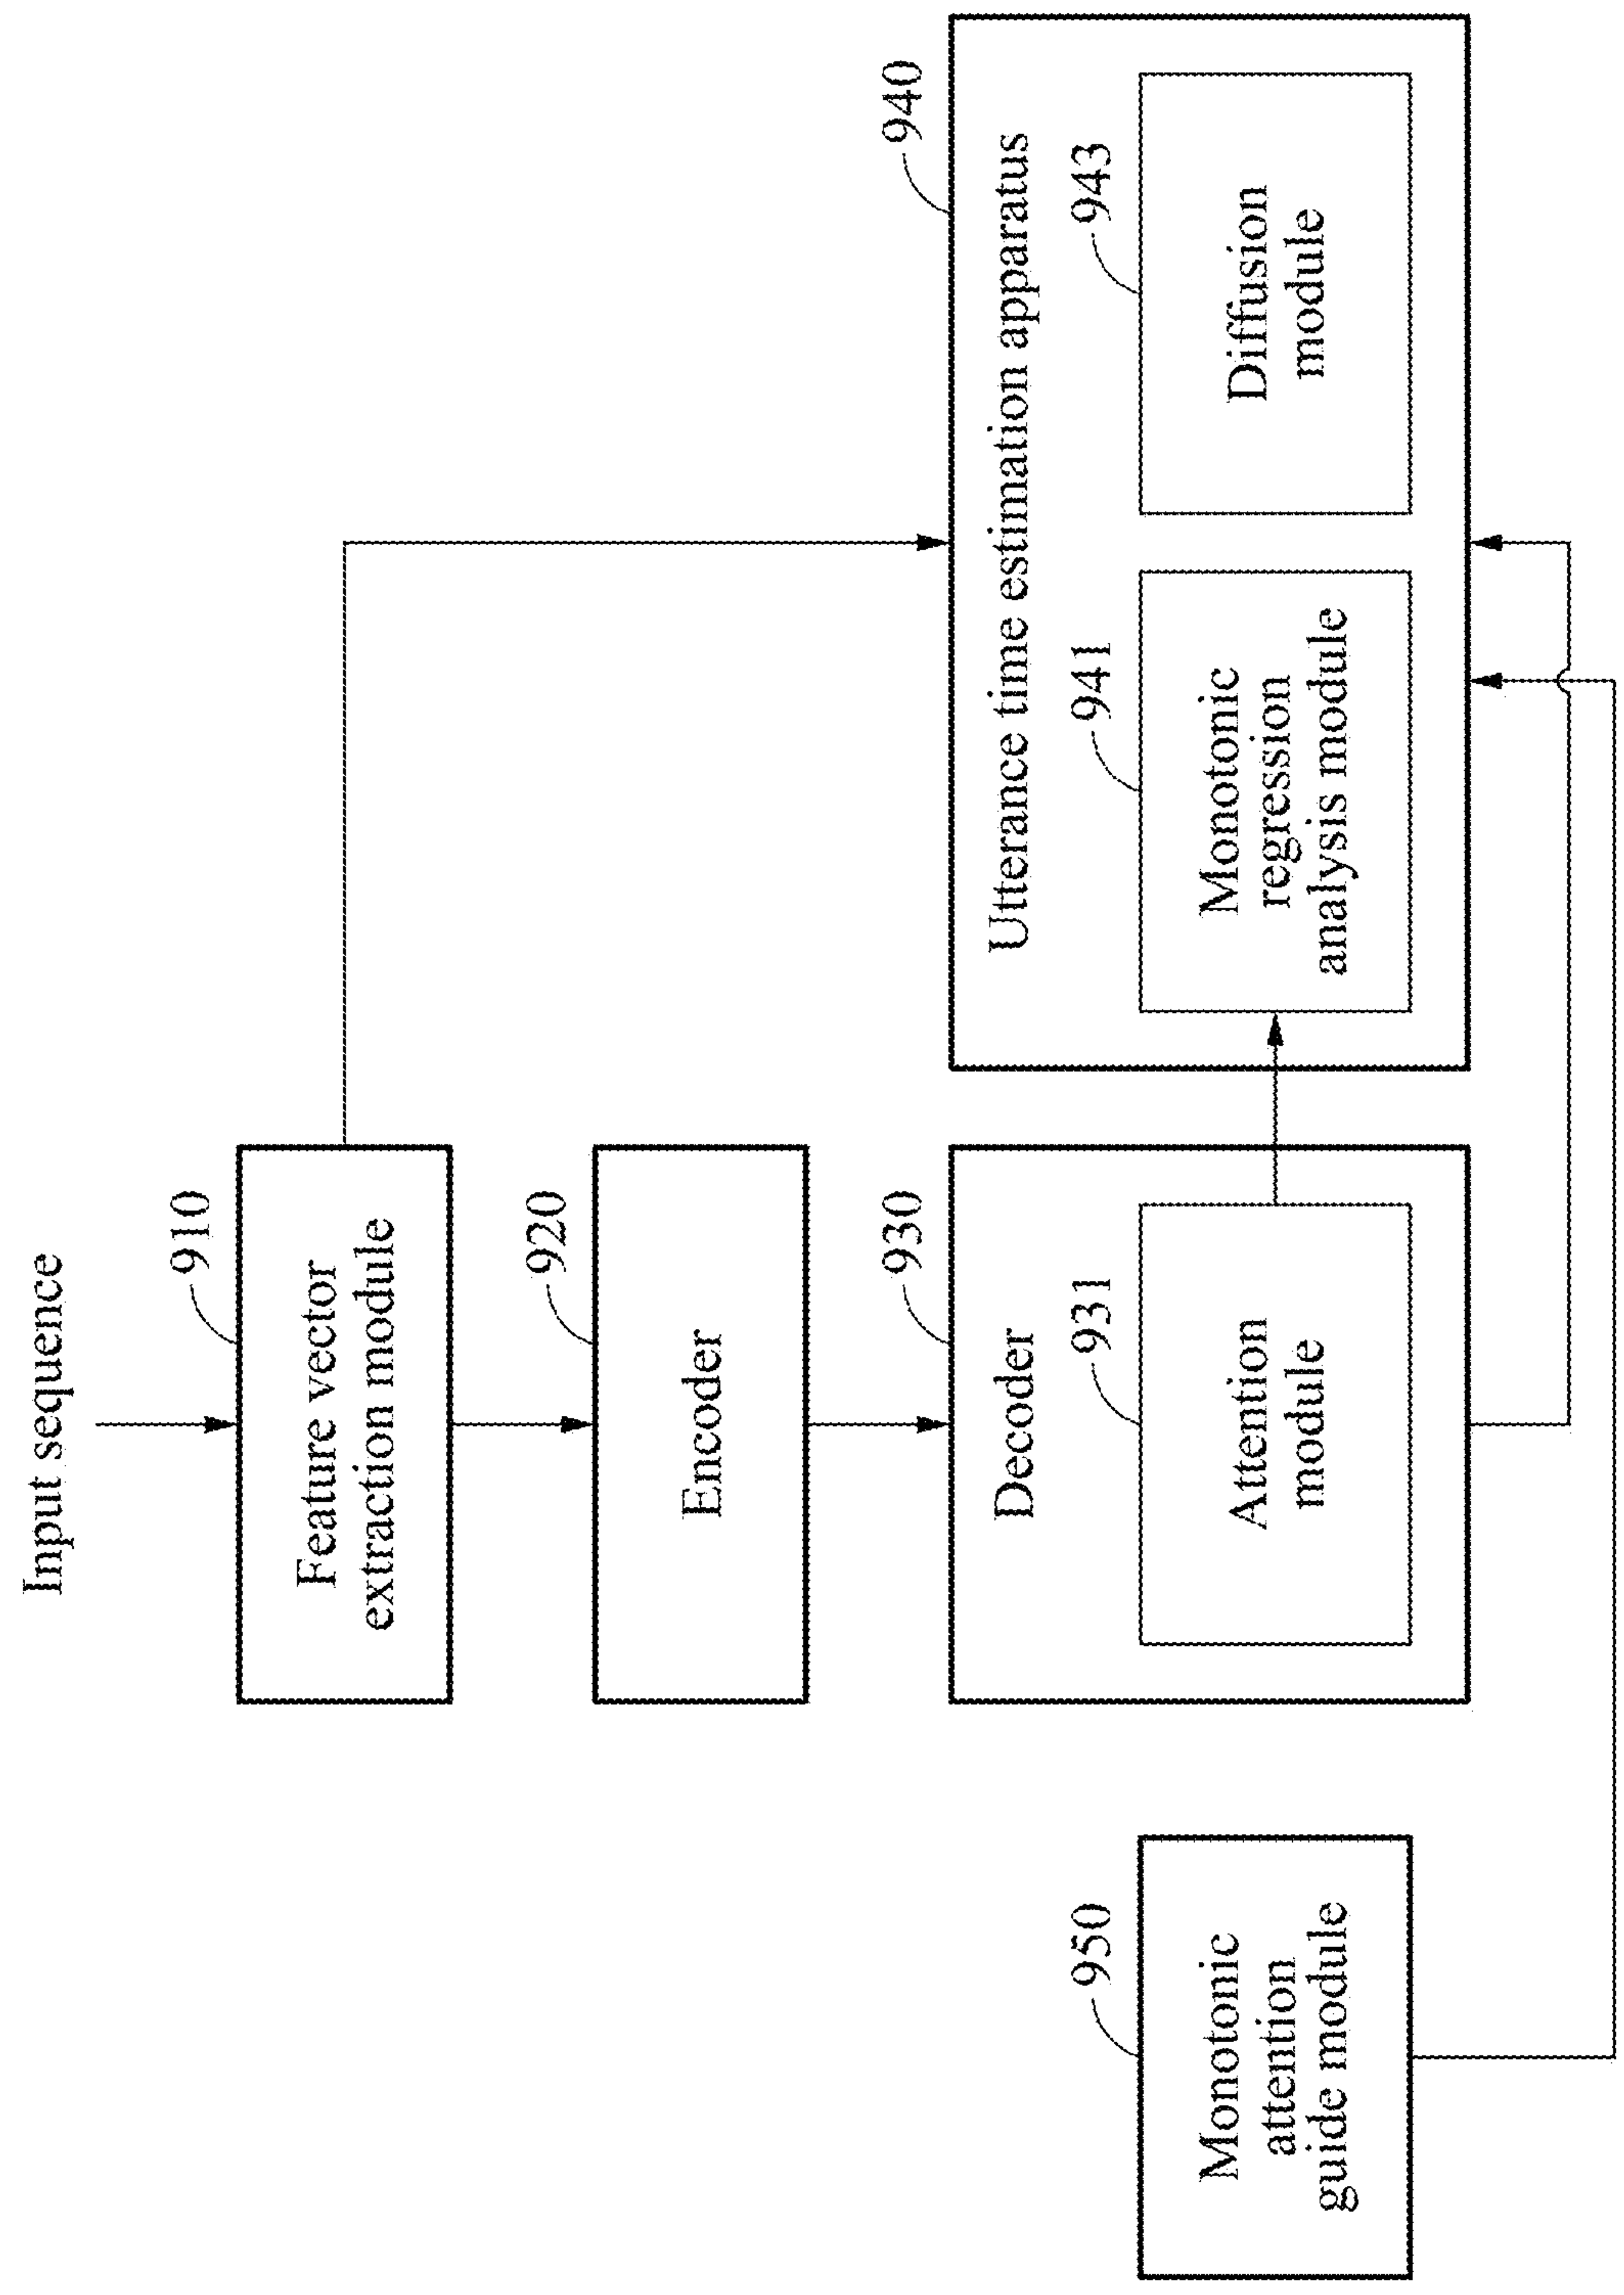 Input sequence
910
Feature vector
extraction module
920
Encoder
930
Decoder
931
Attention
module
940
Utterance time estimation apparatus
941
Monotonic
regression
analysis module
943
Diffusion
module
950
Monotonic
attention
guide module